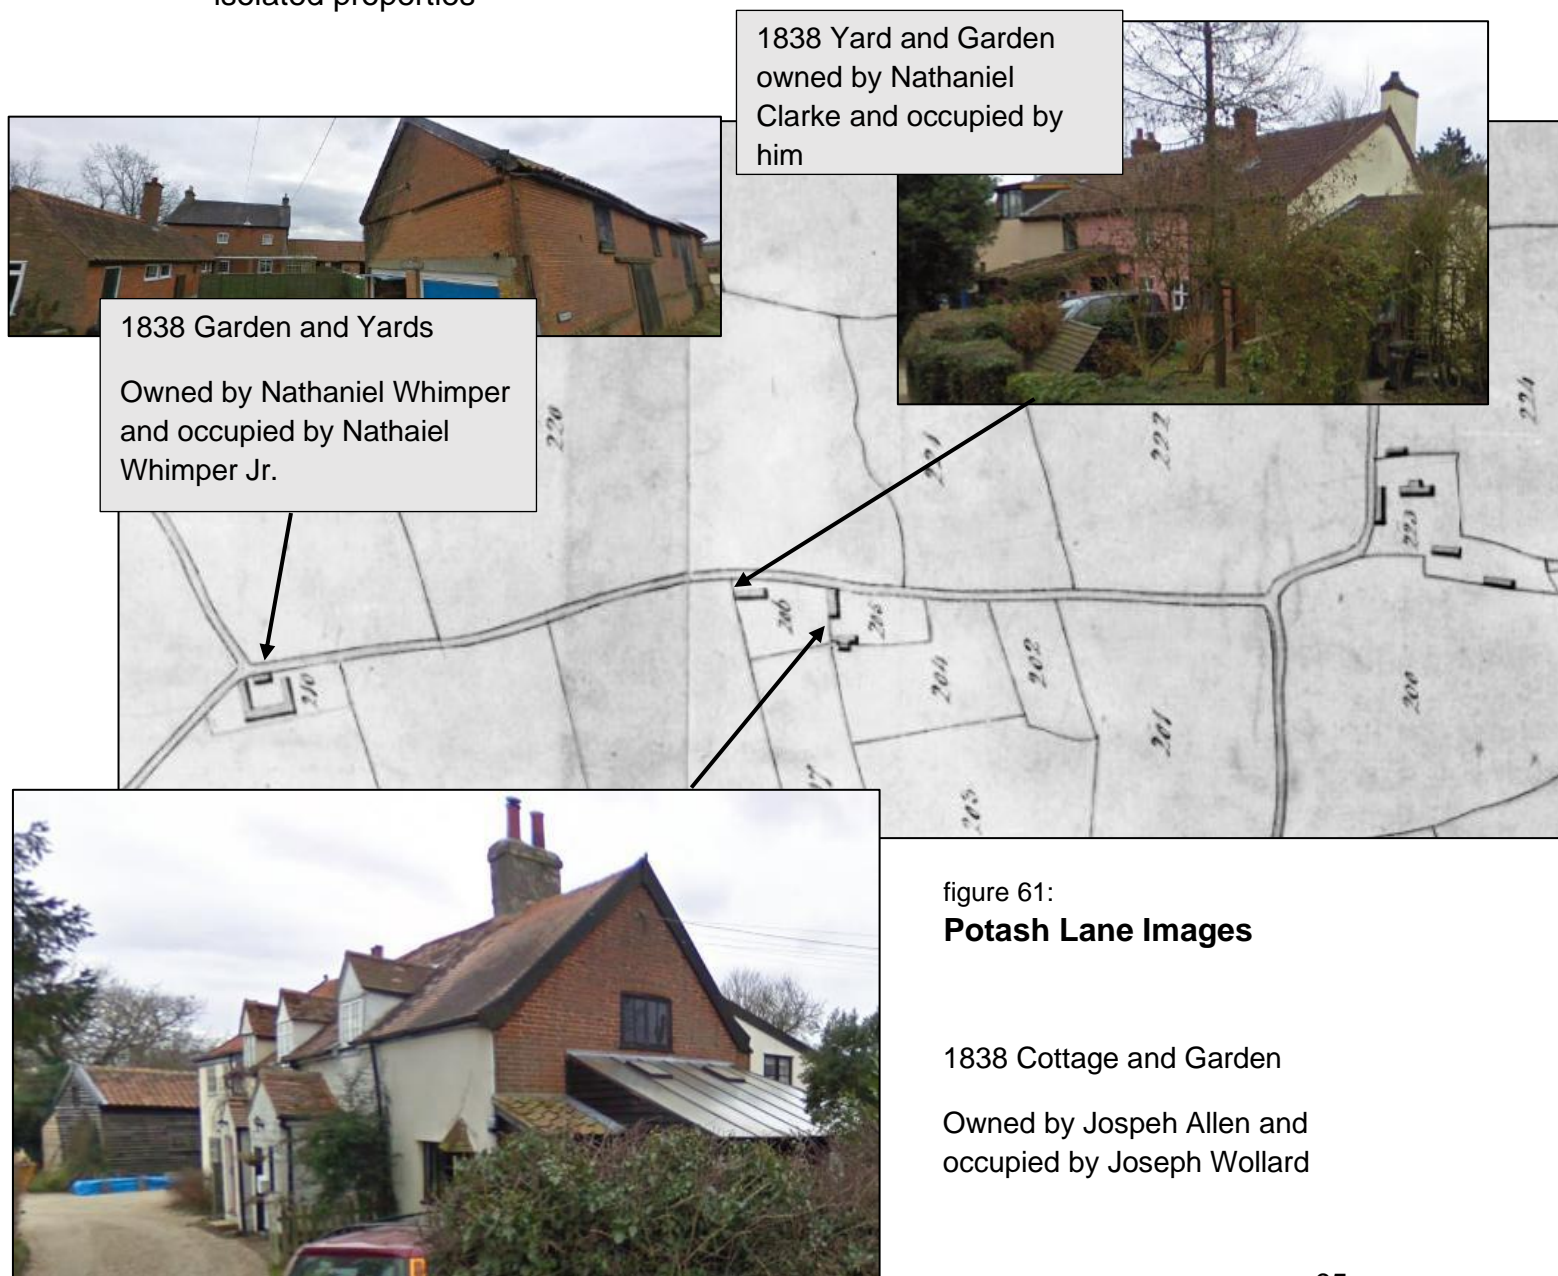 isolated properties
1838 Yard and Garden
owned by Nathaniel
Clarke and occupied by
him
1838 Garden and Yards
Owned by Nathaniel Whimper
and occupied by Nathaiel
Whimper Jr.
220
221
222
224
223
206
205
204
202
201
200
210
203
figure 61:
Potash Lane Images
1838 Cottage and Garden
Owned by Jospeh Allen and
occupied by Joseph Wollard